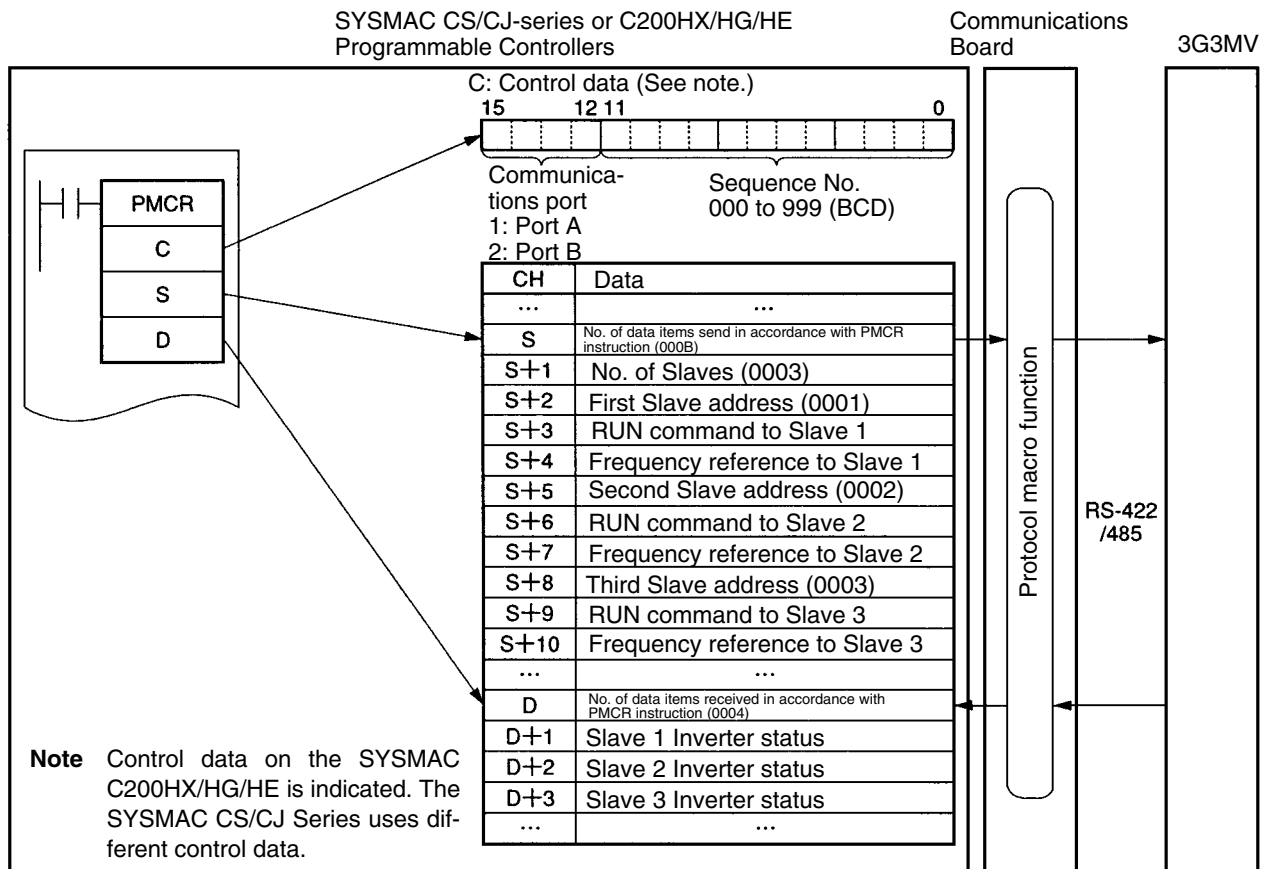 SYSMAC CS/CJ-series or C200HX/HG/HE
Programmable Controllers
Communications
Board
3G3MV
C: Control data (See note.)
15 12 11 0
Communica-
tions port
1: Port A
2: Port B
Sequence No.
000 to 999 (BCD)
PMCR
C
S
D
CH Data
... ...
S No. of data items send in accordance with PMCR
instruction (000B)
S+1 No. of Slaves (0003)
S+2 First Slave address (0001)
S+3 RUN command to Slave 1
S+4 Frequency reference to Slave 1
S+5 Second Slave address (0002)
S+6 RUN command to Slave 2
S+7 Frequency reference to Slave 2
S+8 Third Slave address (0003)
S+9 RUN command to Slave 3
S+10 Frequency reference to Slave 3
... ...
D No. of data items received in accordance with
PMCR instruction (0004)
D+1 Slave 1 Inverter status
D+2 Slave 2 Inverter status
D+3 Slave 3 Inverter status
... ...
Protocol macro function
RS-422
/485
Note Control data on the SYSMAC
C200HX/HG/HE is indicated. The
SYSMAC CS/CJ Series uses dif-
ferent control data.